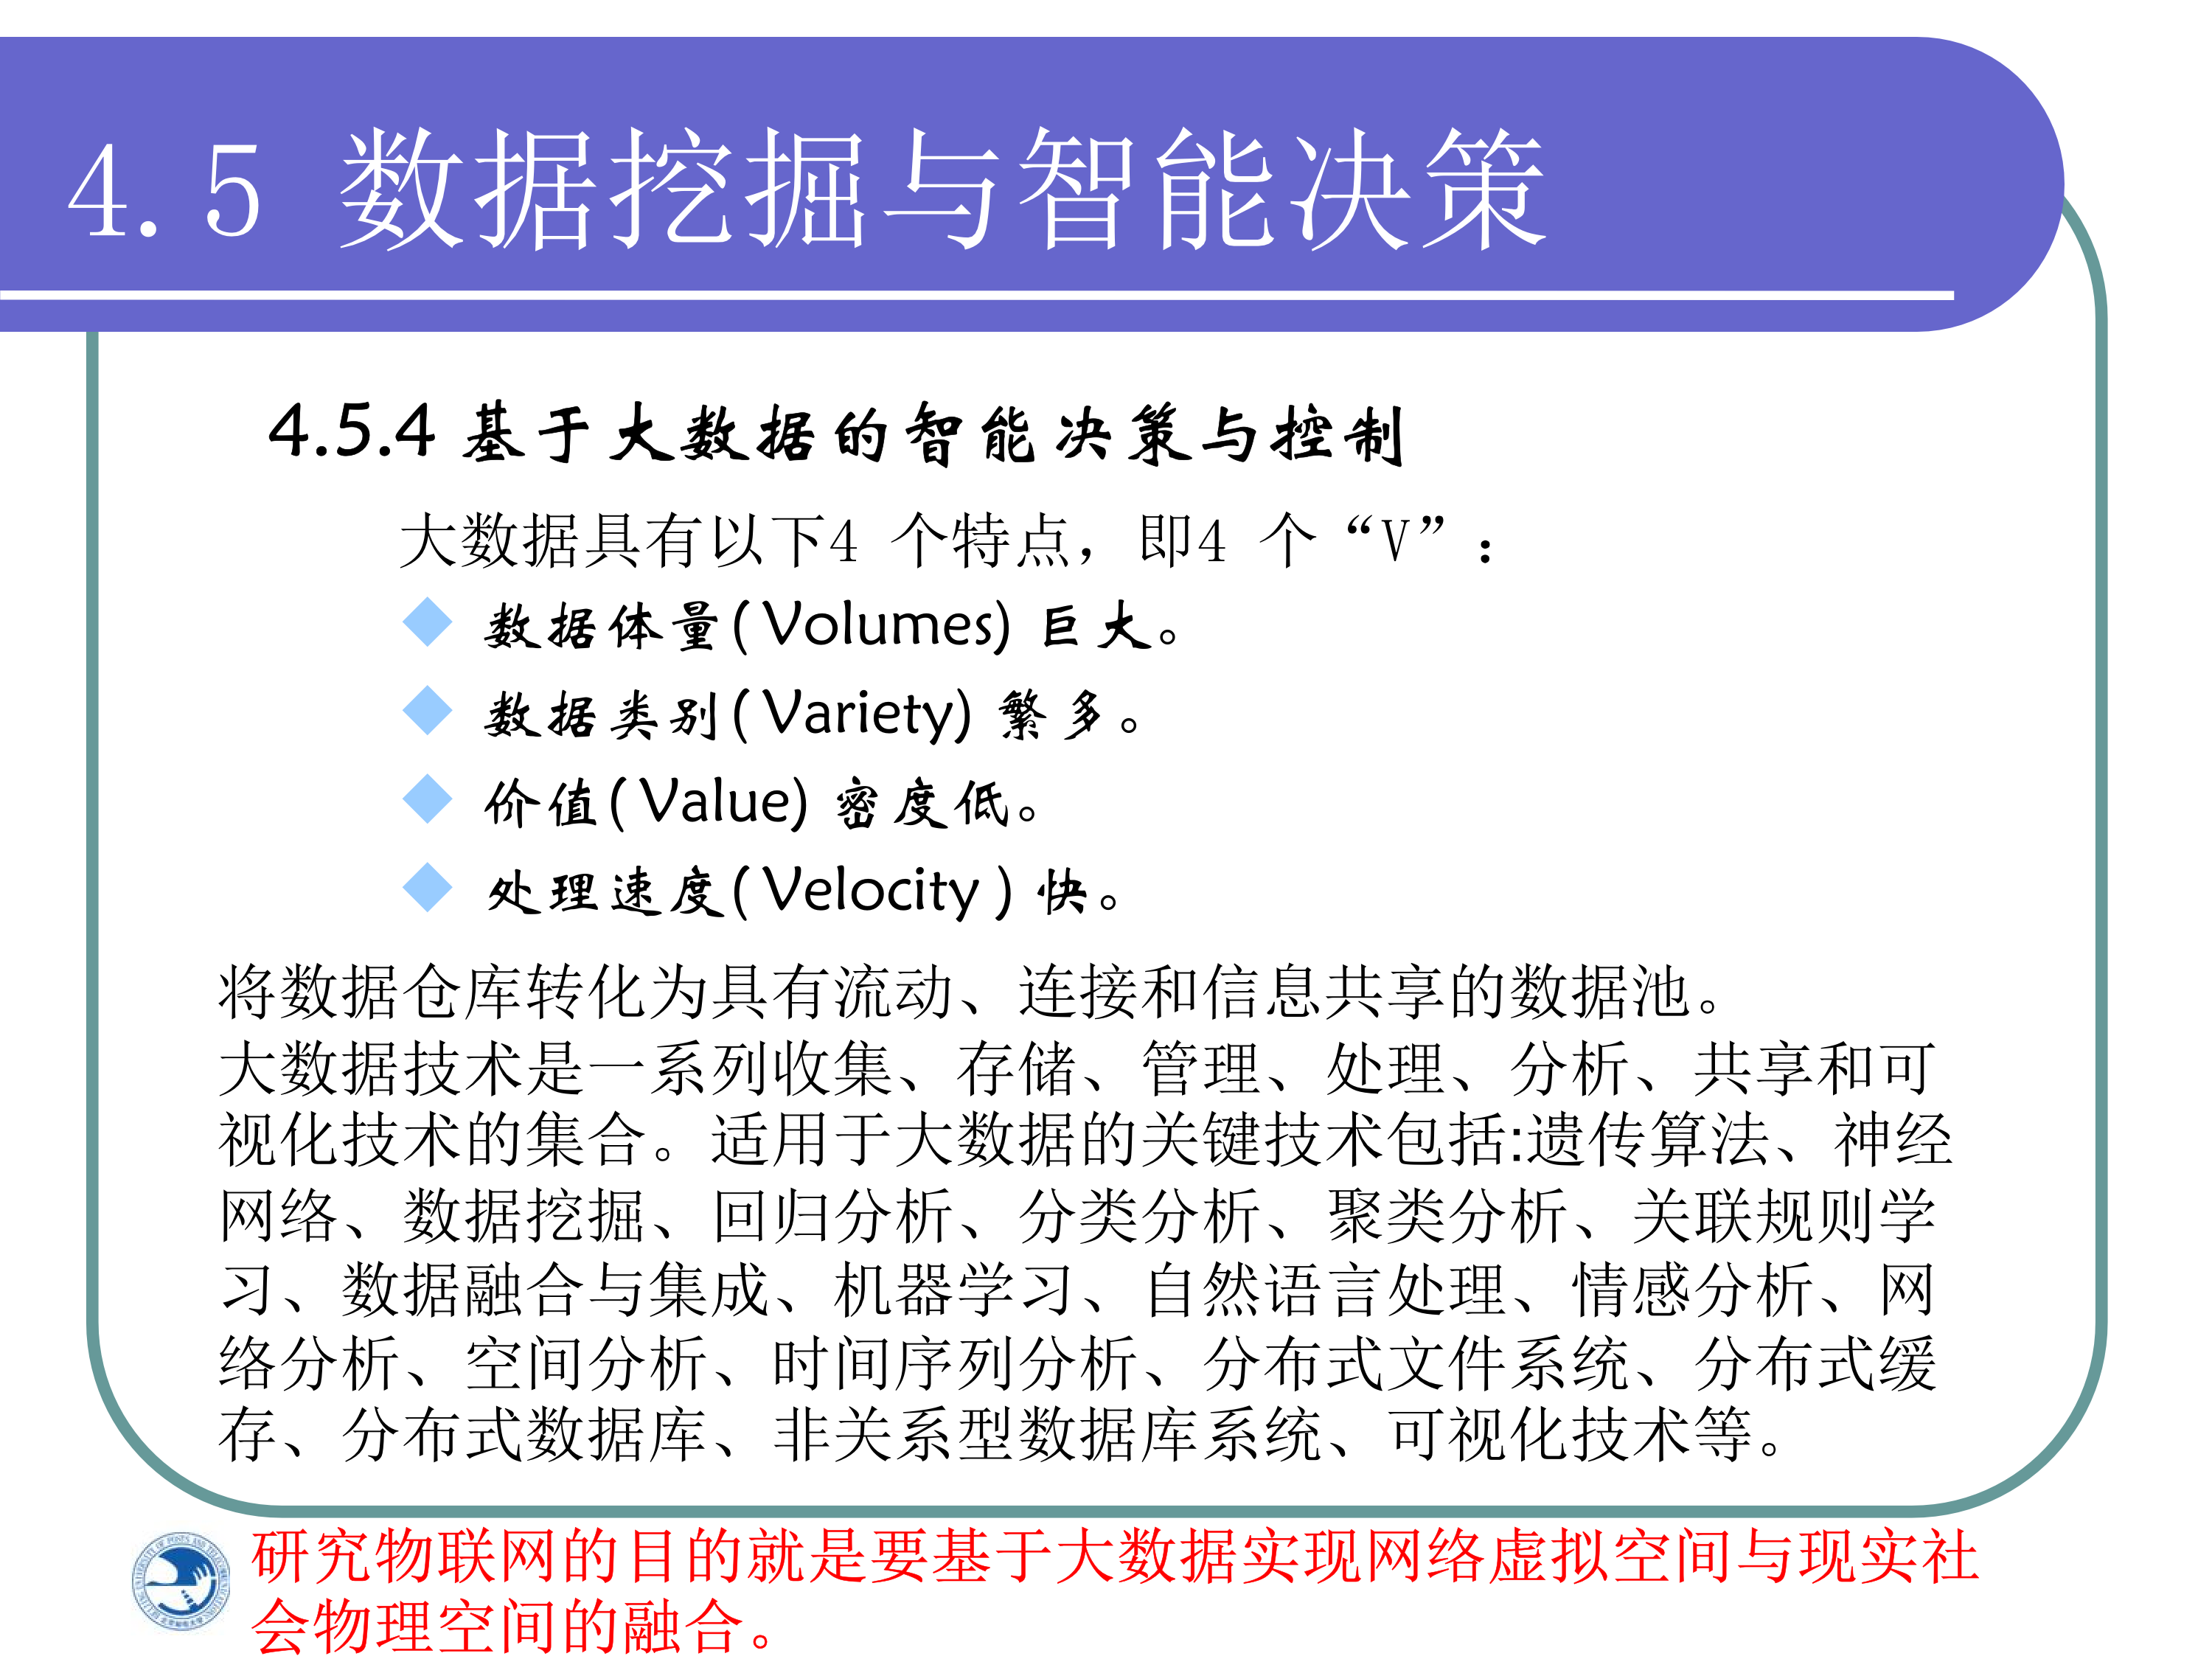 4.5 数据挖掘与智能决策
4.5.4 基于大数据的智能决策与控制
大数据具有以下4 个特点，即4 个“V”：
数据体量(Volumes) 巨大。
数据类别(Variety) 繁多。
价值(Value) 密度低。
处理速度(Velocity ) 快。
将数据仓库转化为具有流动、连接和信息共享的数据池。
大数据技术是一系列收集、存储、管理、处理、分析、共享和可
视化技术的集合。适用于大数据的关键技术包括:遗传算法、神经
网络、数据挖掘、回归分析、分类分析、聚类分析、关联规则学
习、数据融合与集成、机器学习、自然语言处理、情感分析、网
络分析、空间分析、时间序列分析、分布式文件系统、分布式缓
存、分布式数据库、非关系型数据库系统、可视化技术等。
研究物联网的目的就是要基于大数据实现网络虚拟空间与现实社
会物理空间的融合。